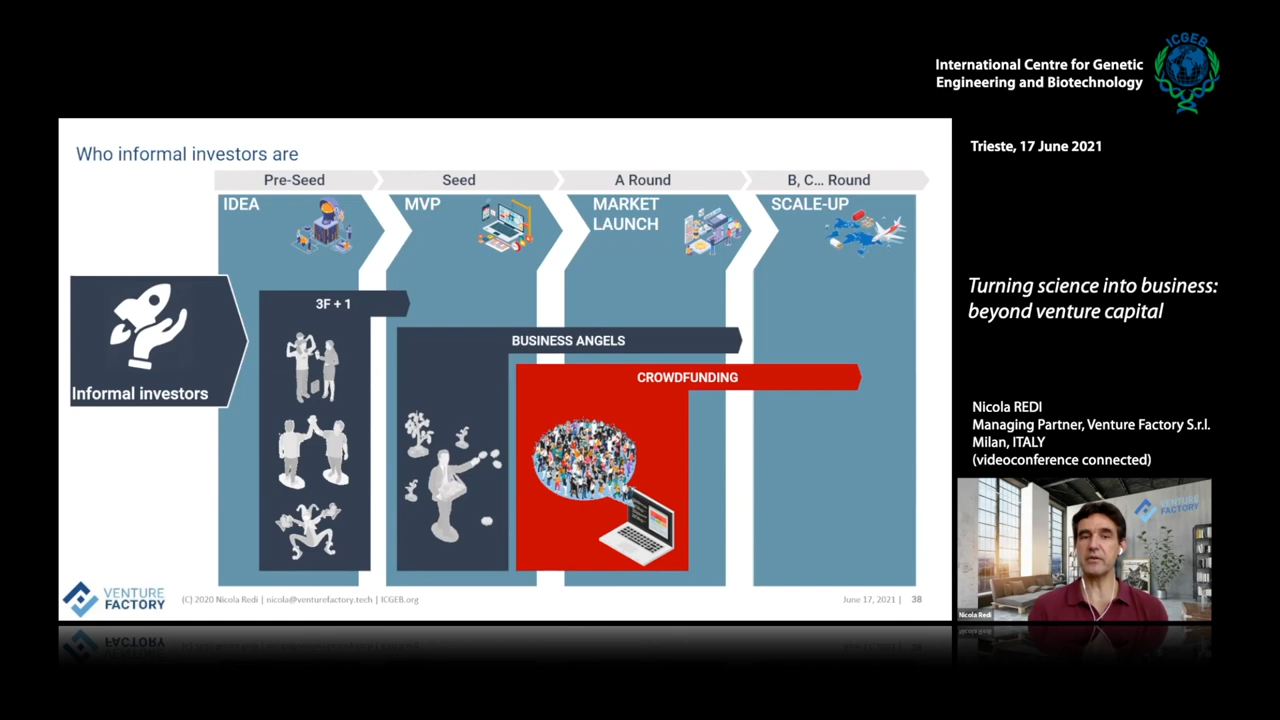 ICGEB
International Centre for Genetic
Engineering and Biotechnology
Trieste, 17 June 2021
Who informal investors are
Pre-Seed
Seed
A Round
B, C... Round
IDEA
MVP
MARKET
LAUNCH
SCALE-UP
Informal investors
3F + 1
BUSINESS ANGELS
CROWDFUNDING
Turning science into business:
beyond venture capital
Nicola REDI
Managing Partner, Venture Factory S.r.l.
Milan, ITALY
(videoconference connected)
VENTURE
FACTORY
Nicola Redi
VENTURE
FACTORY
(C) 2020 Nicola Redi | nicola@venturefactory.tech | ICGEB.org
June 17, 2021 |
38